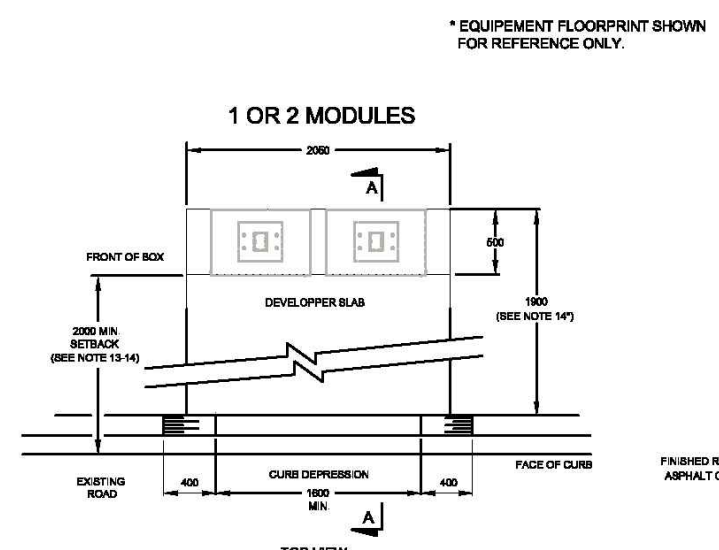 * EQUIPEMENT FLOORPRINT SHOWN
FOR REFERENCE ONLY.
1 OR 2 MODULES
2050
A
FRONT OF BOX
500
DEVELOPPER SLAB
1900
(SEE NOTE 14")
2000 MIN.
SETBACK
(SEE NOTE 13-14)
FACE OF CURB
EXISTING
ROAD
400
CURB DEPRESSION
1600
MIN.
400
FINISHED R
ASPHALT C
A
TOP VIEW